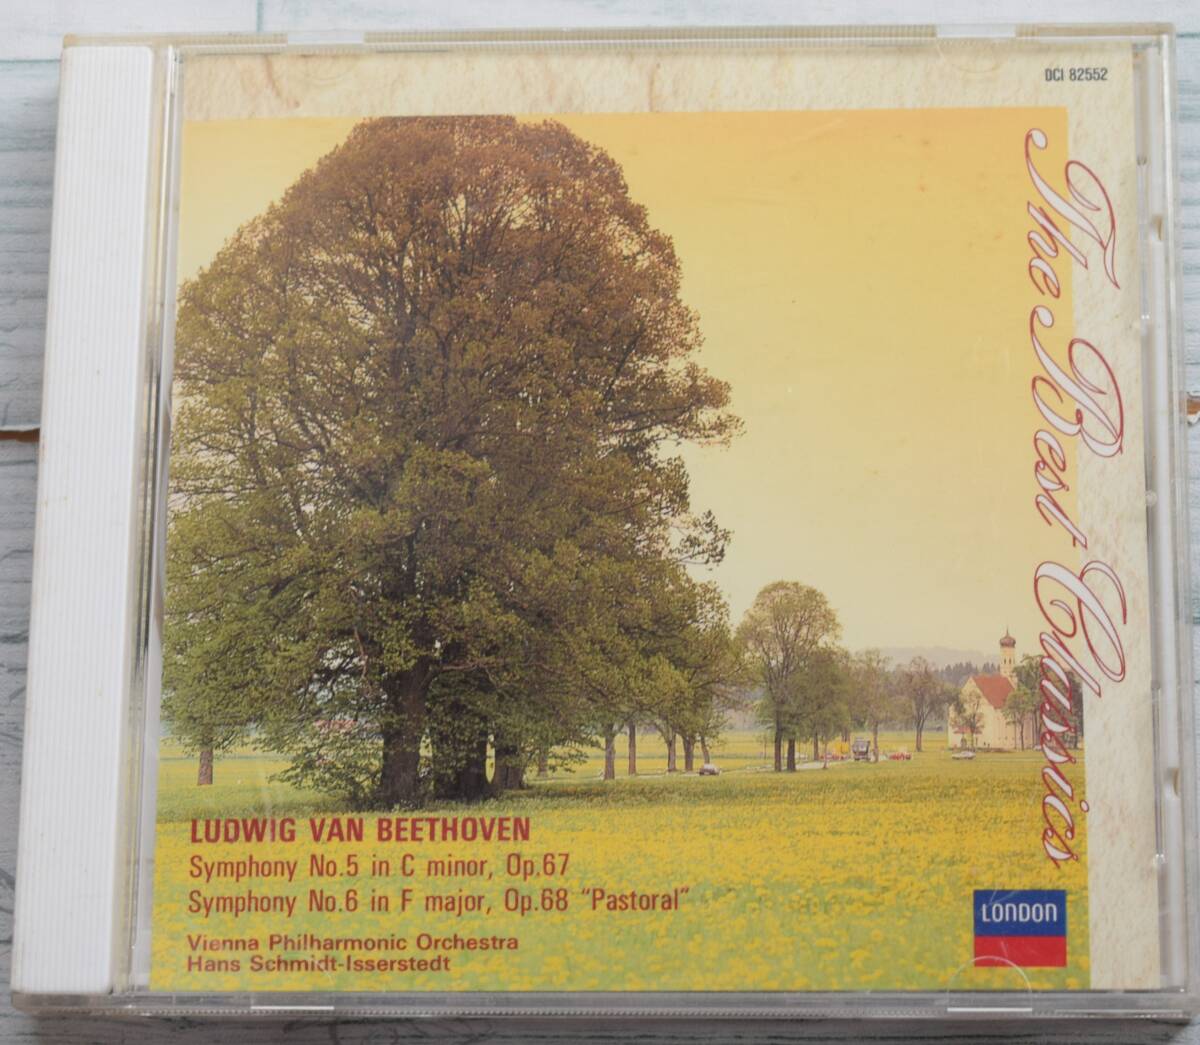 DCI 82552
The Best Classics
LUDWIG VAN BEETHOVEN
Symphony No.5 in C minor, Op.67
Symphony No.6 in F major, Op.68 “Pastoral”
Vienna Philharmonic Orchestra
Hans Schmidt-Isserstedt
LONDON